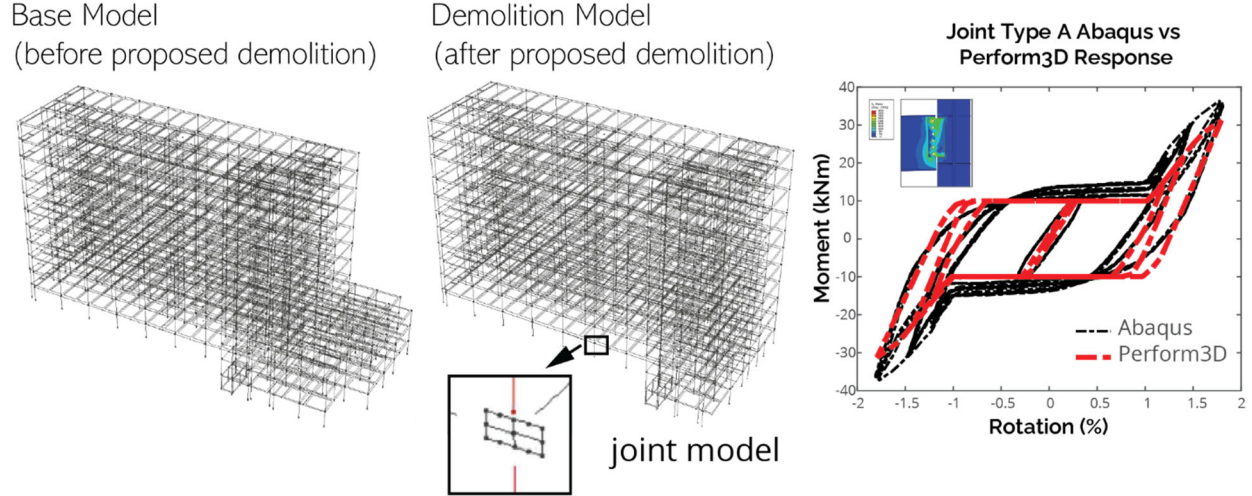 Base Model
(before proposed demolition)
Demolition Model
(after proposed demolition)
joint model
Joint Type A Abaqus vs
Perform3D Response
Moment (kNm)
40
30
20
10
0
-10
-20
-30
-40
-2
-1.5
-1
-0.5
0
0.5
1
1.5
2
Rotation (%)
Abaqus
Perform3D